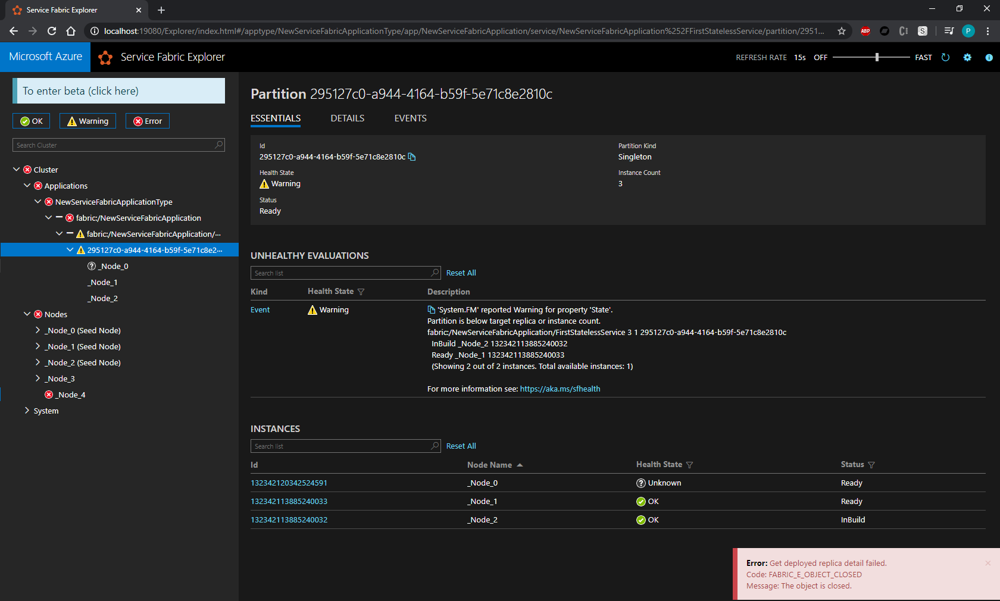 Service Fabric Explorer
localhost:19080/Explorer/index.html#/apptype/NewServiceFabricApplicationType/app/NewServiceFabricApplication/service/NewServiceFabricApplication%252FFirstStatelessService/partition/2951...
ABP
S
P
Microsoft Azure
Service Fabric Explorer
REFRESH RATE 15s OFF FAST
To enter beta (click here)
OK Warning Error
Search Cluster
Cluster
Applications
NewServiceFabricApplicationType
fabric:/NewServiceFabricApplication
fabric:/NewServiceFabricApplication/...
295127c0-a944-4164-b59f-5e71c8e2...
_Node_0
_Node_1
_Node_2
Nodes
_Node_0 (Seed Node)
_Node_1 (Seed Node)
_Node_2 (Seed Node)
_Node_3
_Node_4
System
Partition 295127c0-a944-4164-b59f-5e71c8e2810c
ESSENTIALS DETAILS EVENTS
Id
295127c0-a944-4164-b59f-5e71c8e2810c
Health State
Warning
Status
Ready
Partition Kind
Singleton
Instance Count
3
UNHEALTHY EVALUATIONS
Search list Reset All
Kind Health State Description
Event Warning 'System.FM' reported Warning for property 'State'.
Partition is below target replica or instance count.
fabric:/NewServiceFabricApplication/FirstStatelessService 3 1 295127c0-a944-4164-b59f-5e71c8e2810c
InBuild _Node_2 132342113885240032
Ready _Node_1 132342113885240033
(Showing 2 out of 2 instances. Total available instances: 1)
For more information see: https://aka.ms/sfhealth
INSTANCES
Search list Reset All
Id Node Name Health State Status
132342120342524591 _Node_0 Unknown Ready
132342113885240033 _Node_1 OK Ready
132342113885240032 _Node_2 OK InBuild
Error: Get deployed replica detail failed.
Code: FABRIC_E_OBJECT_CLOSED
Message: The object is closed.